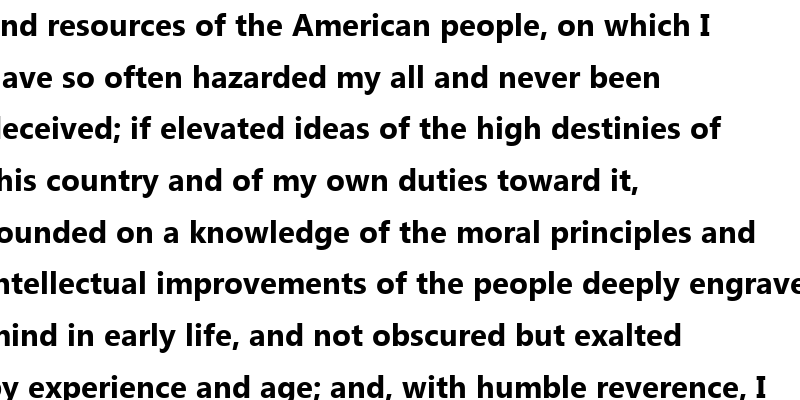 nd resources of the American people, on which I
ave so often hazarded my all and never been
eceived; if elevated ideas of the high destinies of
his country and of my own duties toward it,
ounded on a knowledge of the moral principles and
ntellectual improvements of the people deeply engrave
ind in early life, and not obscured but exalted
y experience and age; and, with humble reverence, I